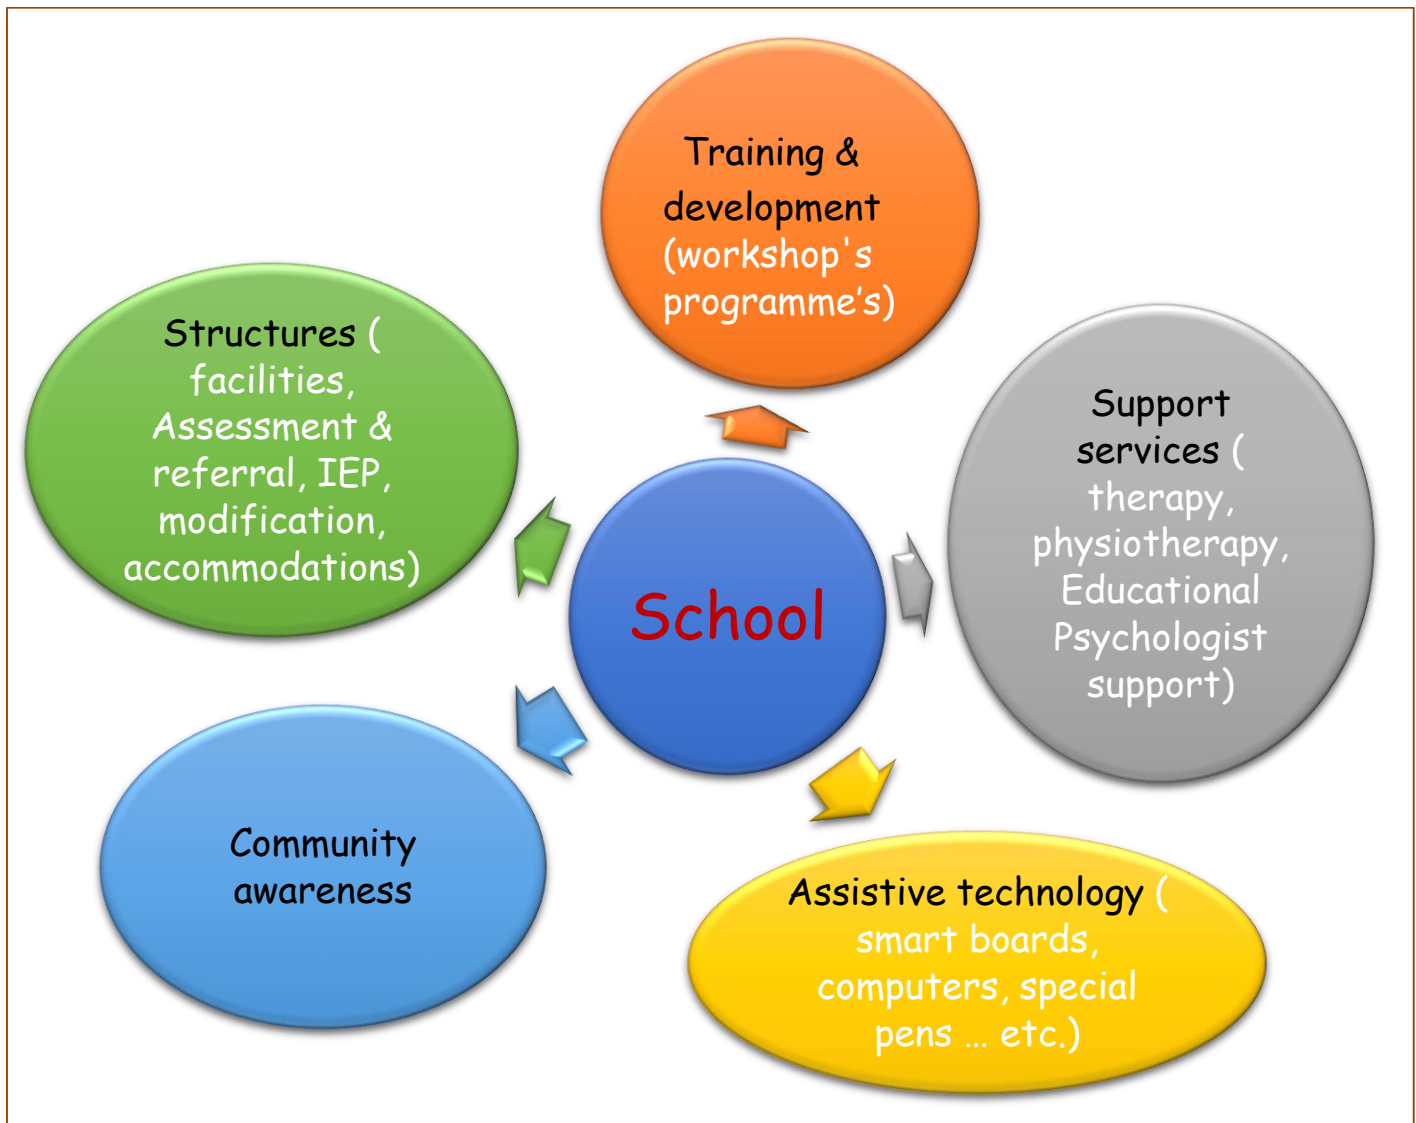 Training &
development
(workshop's
programme’s)
Structures (
facilities,
Assessment &
referral, IEP,
modification,
accommodations)
Support
services (
therapy,
physiotherapy,
Educational
Psychologist
support)
School
Community
awareness
Assistive technology (
smart boards,
computers, special
pens ... etc.)